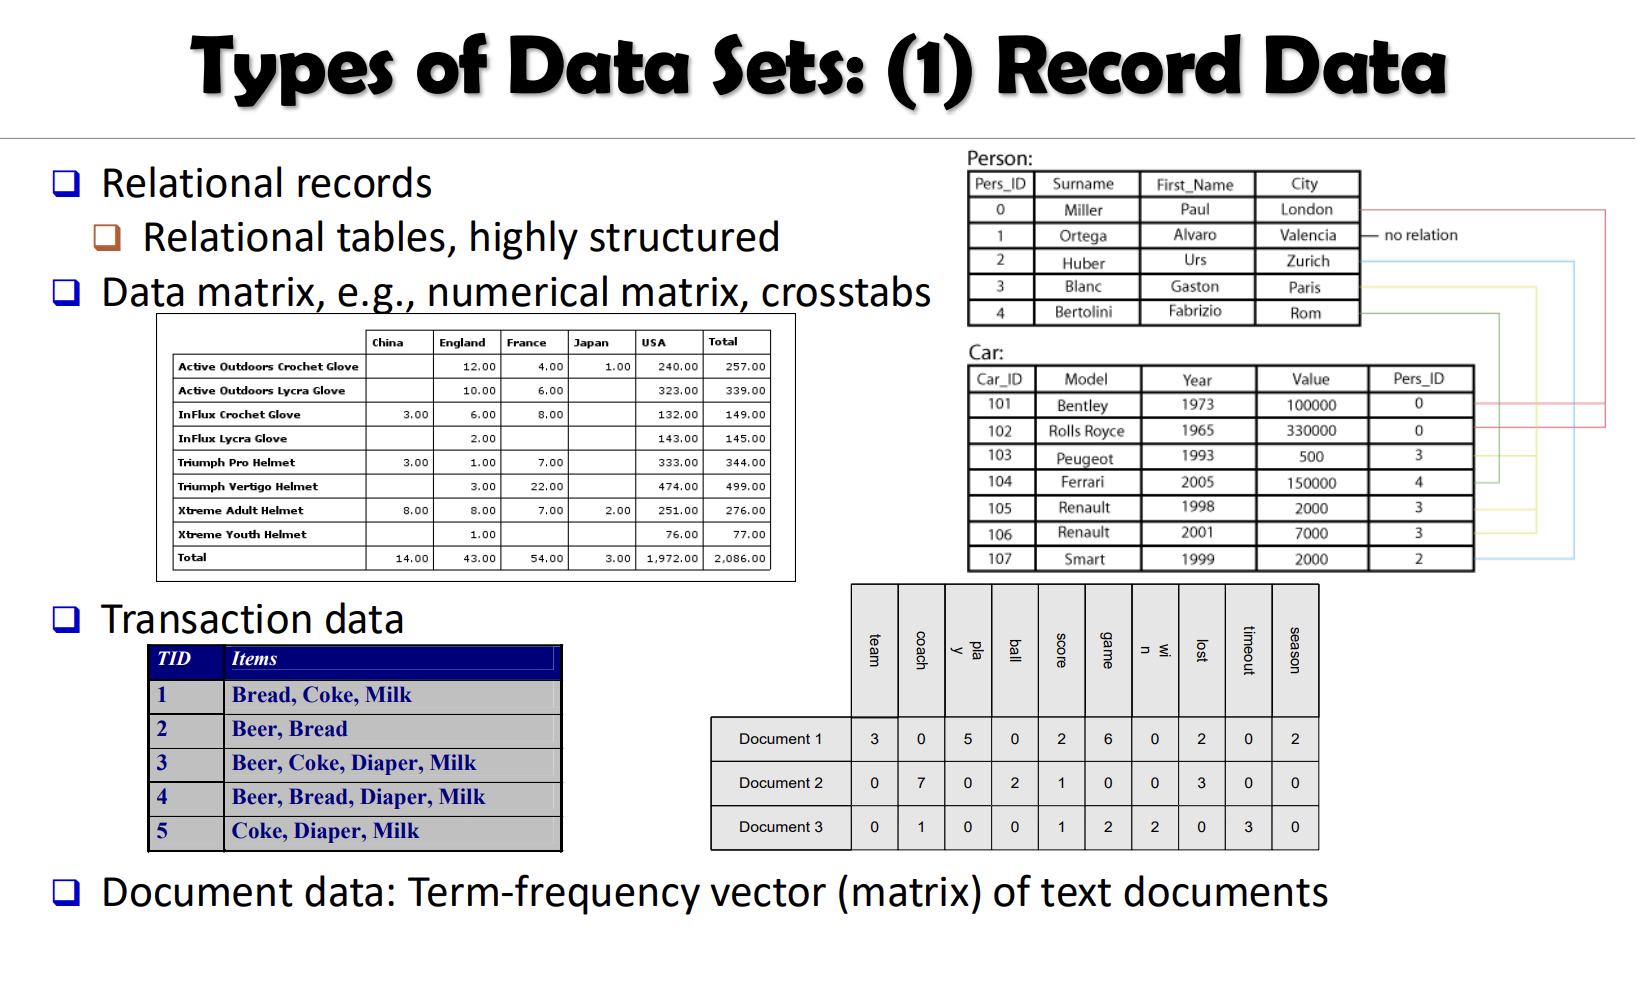 Types of Data Sets: (1) Record Data
Relational records
Relational tables, highly structured
Data matrix, e.g., numerical matrix, crosstabs
China England France Japan USA Total
Active Outdoors Crochet Glove 12.00 4.00 1.00 240.00 257.00
Active Outdoors Lycra Glove 10.00 6.00 323.00 339.00
InFlux Crochet Glove 3.00 6.00 8.00 132.00 149.00
InFlux Lycra Glove 2.00 143.00 145.00
Triumph Pro Helmet 3.00 1.00 7.00 333.00 344.00
Triumph Vertigo Helmet 3.00 22.00 474.00 499.00
Xtreme Adult Helmet 8.00 8.00 7.00 2.00 251.00 276.00
Xtreme Youth Helmet 1.00 76.00 77.00
Total 14.00 43.00 54.00 3.00 1,972.00 2,086.00
Person:
Pers_ID Surname First_Name City
0 Miller Paul London
1 Ortega Alvaro Valencia no relation
2 Huber Urs Zurich
3 Blanc Gaston Paris
4 Bertolini Fabrizio Rom
Car:
Car_ID Model Year Value Pers_ID
101 Bentley 1973 100000 0
102 Rolls Royce 1965 330000 0
103 Peugeot 1993 500 3
104 Ferrari 2005 150000 4
105 Renault 1998 2000 3
106 Renault 2001 7000 3
107 Smart 1999 2000 2
Transaction data
TID Items
1 Bread, Coke, Milk
2 Beer, Bread
3 Beer, Coke, Diaper, Milk
4 Beer, Bread, Diaper, Milk
5 Coke, Diaper, Milk
team coach play ball score game win lost timeout season
Document 1 3 0 5 0 2 6 0 2 0 2
Document 2 0 7 0 2 1 0 0 3 0 0
Document 3 0 1 0 0 1 2 2 0 3 0
Document data: Term-frequency vector (matrix) of text documents